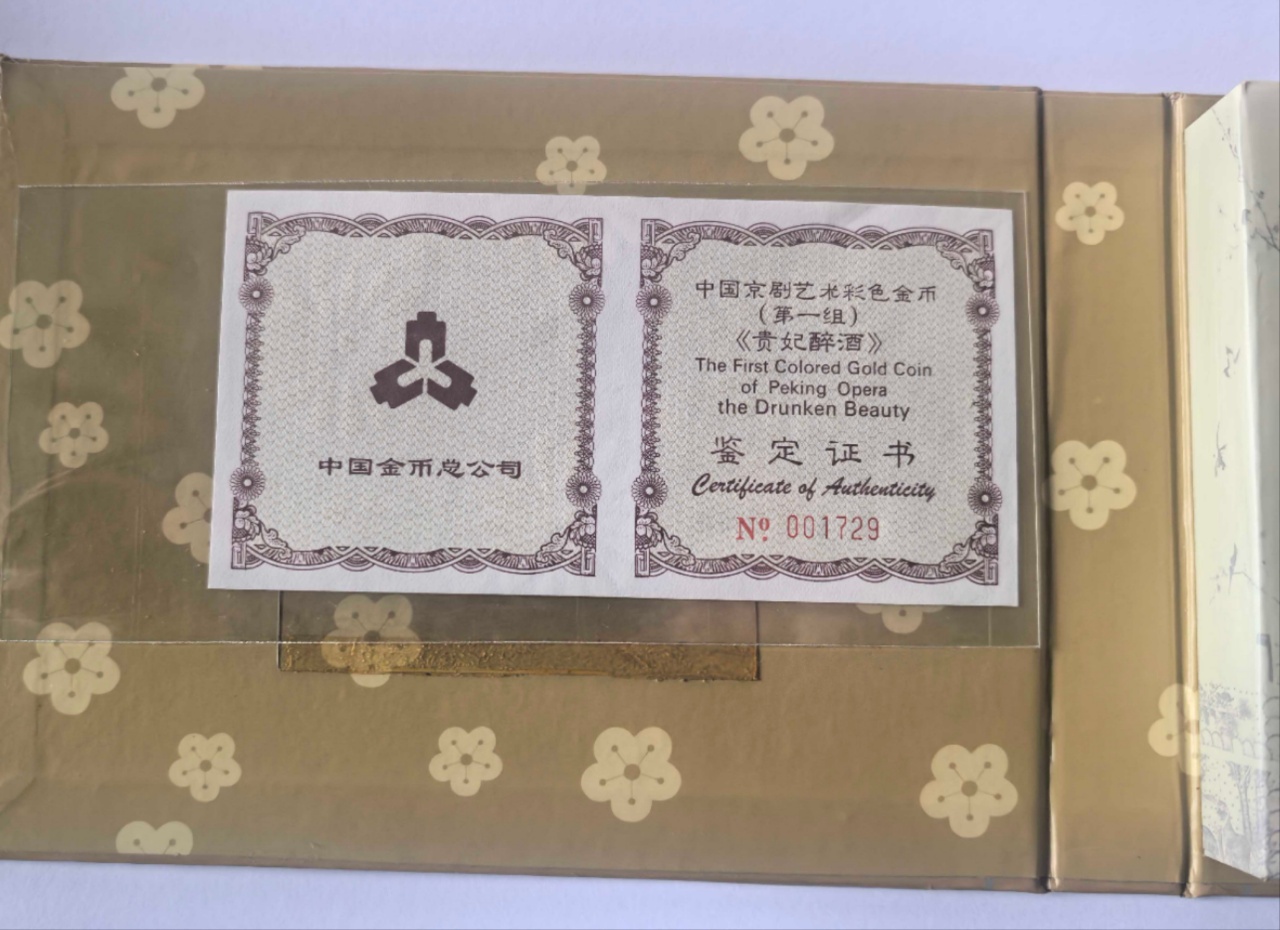 中国金币总公司
中国京剧艺术彩色金币
(第一组)
《贵妃醉酒》
The First Colored Gold Coin
of Peking Opera
the Drunken Beauty
鉴定证书
Certificate of Authenticity
Nº 001729